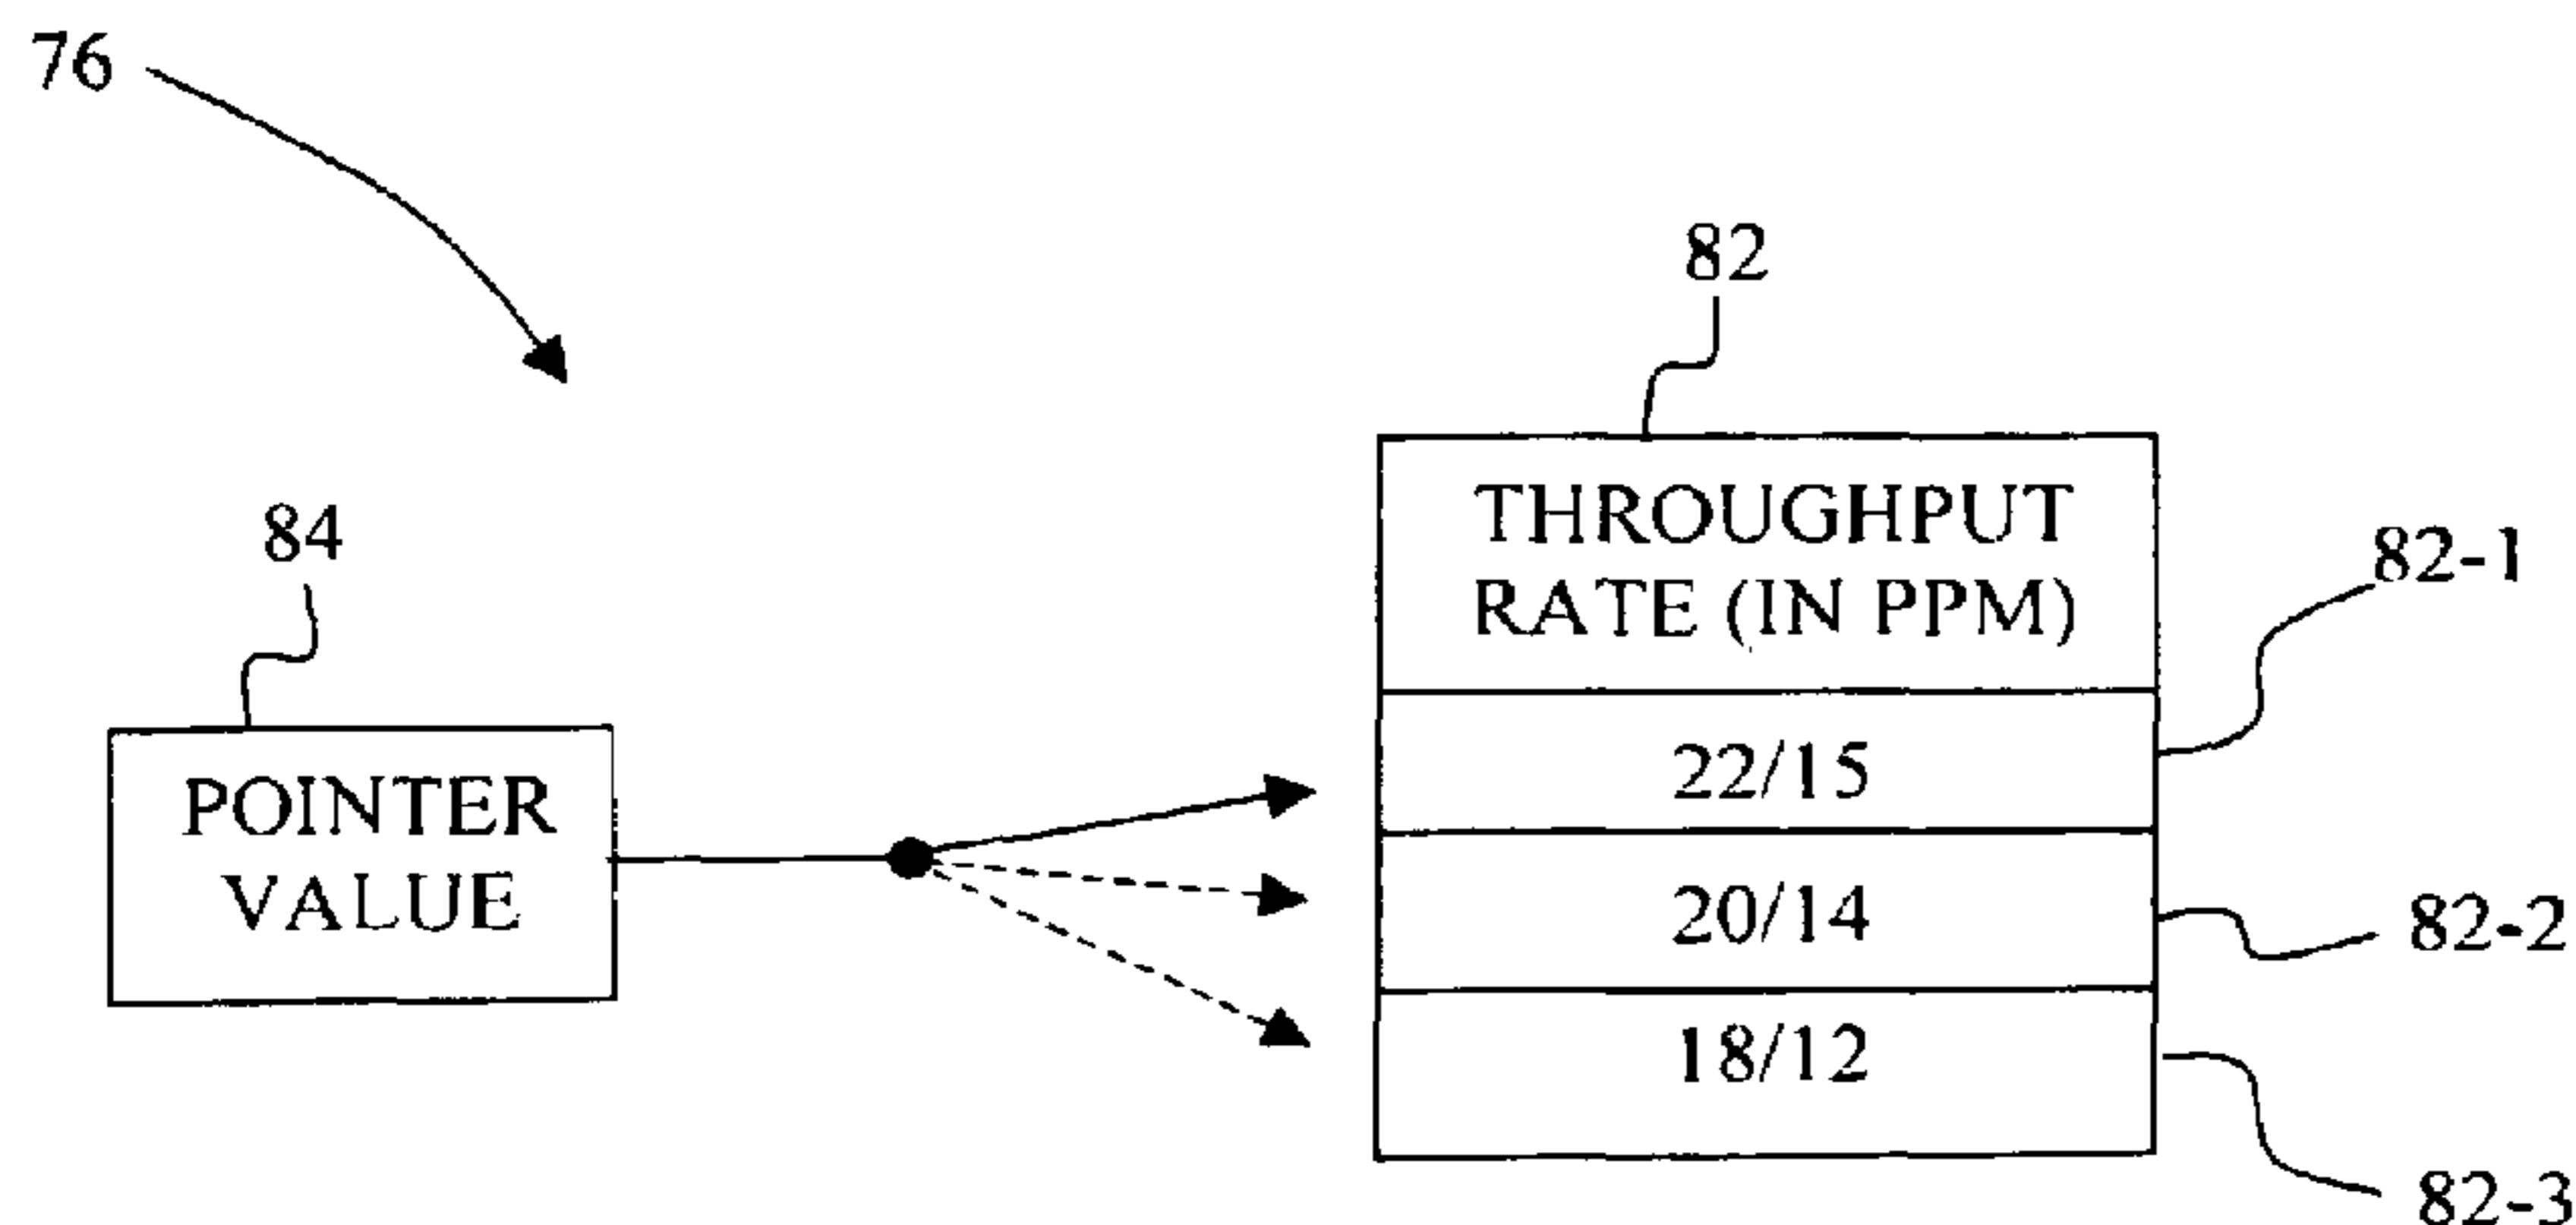 76
82
THROUGHPUT
RATE (IN PPM)
82-1
84
POINTER
VALUE
22/15
20/14
82-2
18/12
82-3